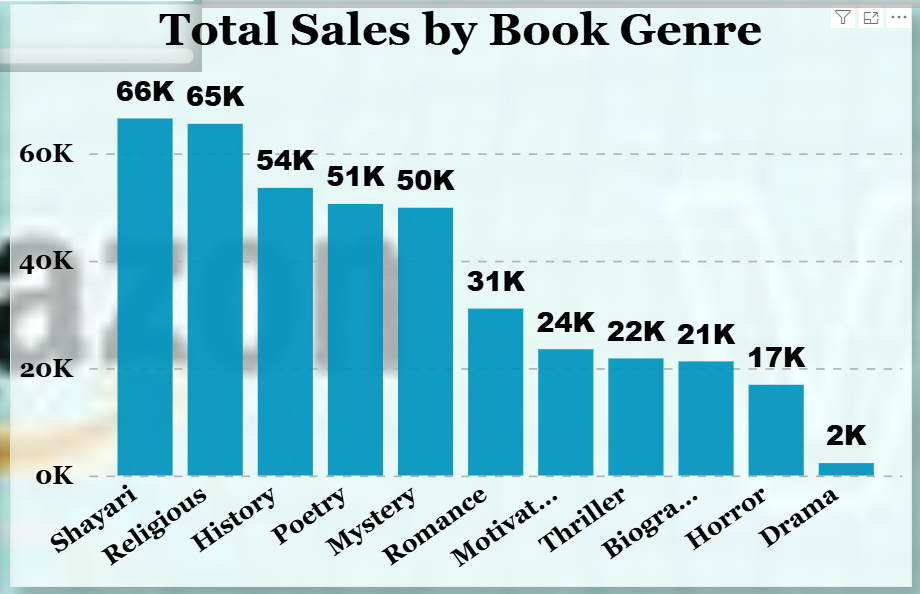 Total Sales by Book Genre
66K
65K
54K
51K
50K
31K
24K
22K
21K
17K
2K
60K
40K
20K
0K
Shayari
Religious
History
Poetry
Mystery
Romance
Motivat...
Thriller
Biogra...
Horror
Drama
azon